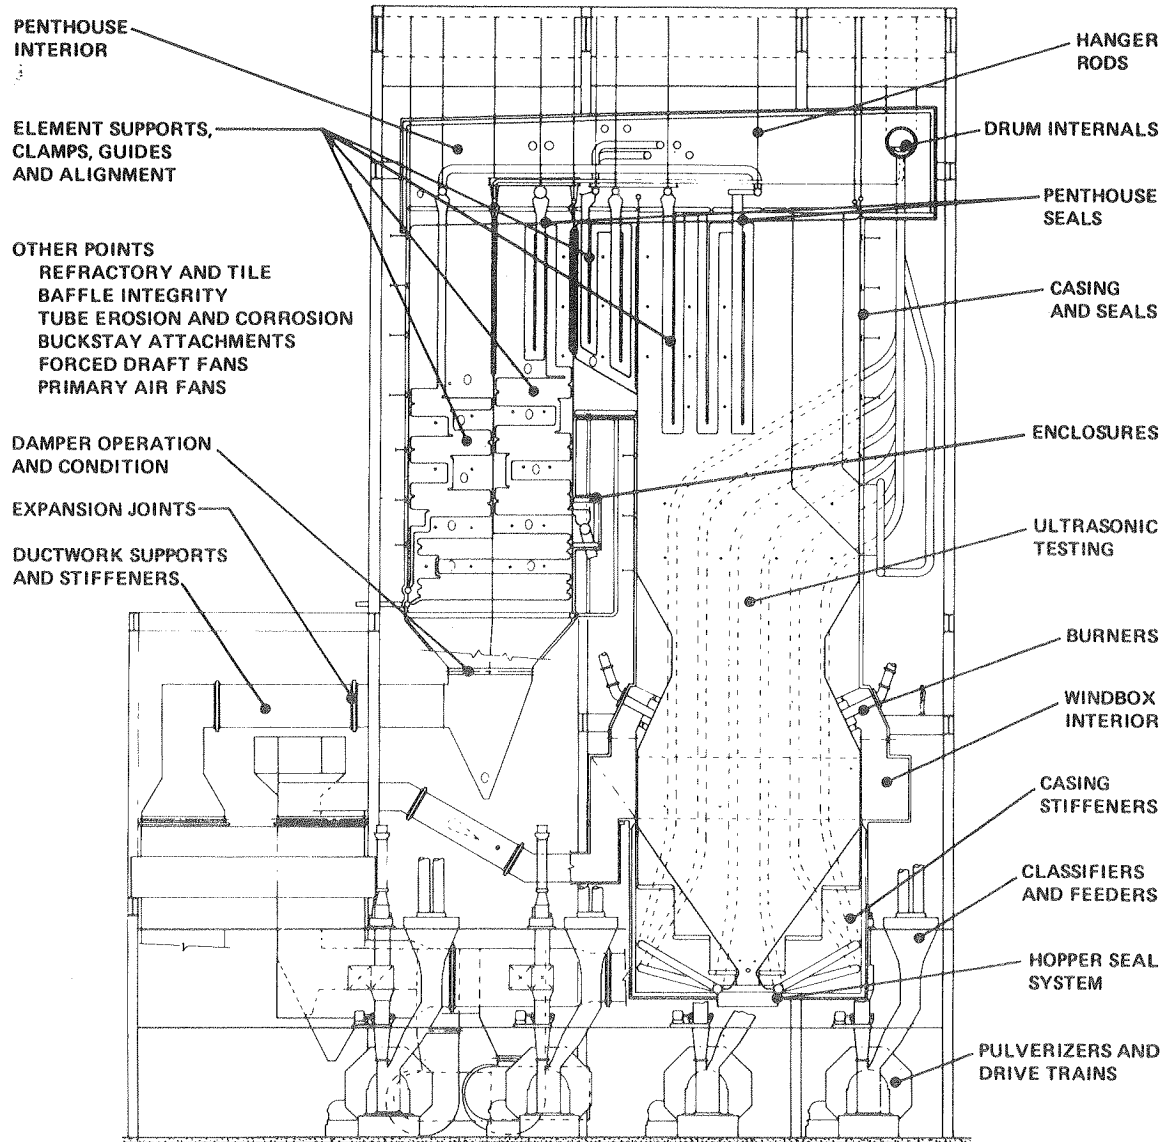 PENTHOUSE
INTERIOR
ELEMENT SUPPORTS,
CLAMPS, GUIDES
AND ALIGNMENT
OTHER POINTS
REFRACTORY AND TILE
BAFFLE INTEGRITY
TUBE EROSION AND CORROSION
BUCKSTAY ATTACHMENTS
FORCED DRAFT FANS
PRIMARY AIR FANS
DAMPER OPERATION
AND CONDITION
EXPANSION JOINTS
DUCTWORK SUPPORTS
AND STIFFENERS
HANGER
RODS
DRUM INTERNALS
PENTHOUSE
SEALS
CASING
AND SEALS
ENCLOSURES
ULTRASONIC
TESTING
BURNERS
WINDBOX
INTERIOR
CASING
STIFFENERS
CLASSIFIERS
AND FEEDERS
HOPPER SEAL
SYSTEM
PULVERIZERS AND
DRIVE TRAINS